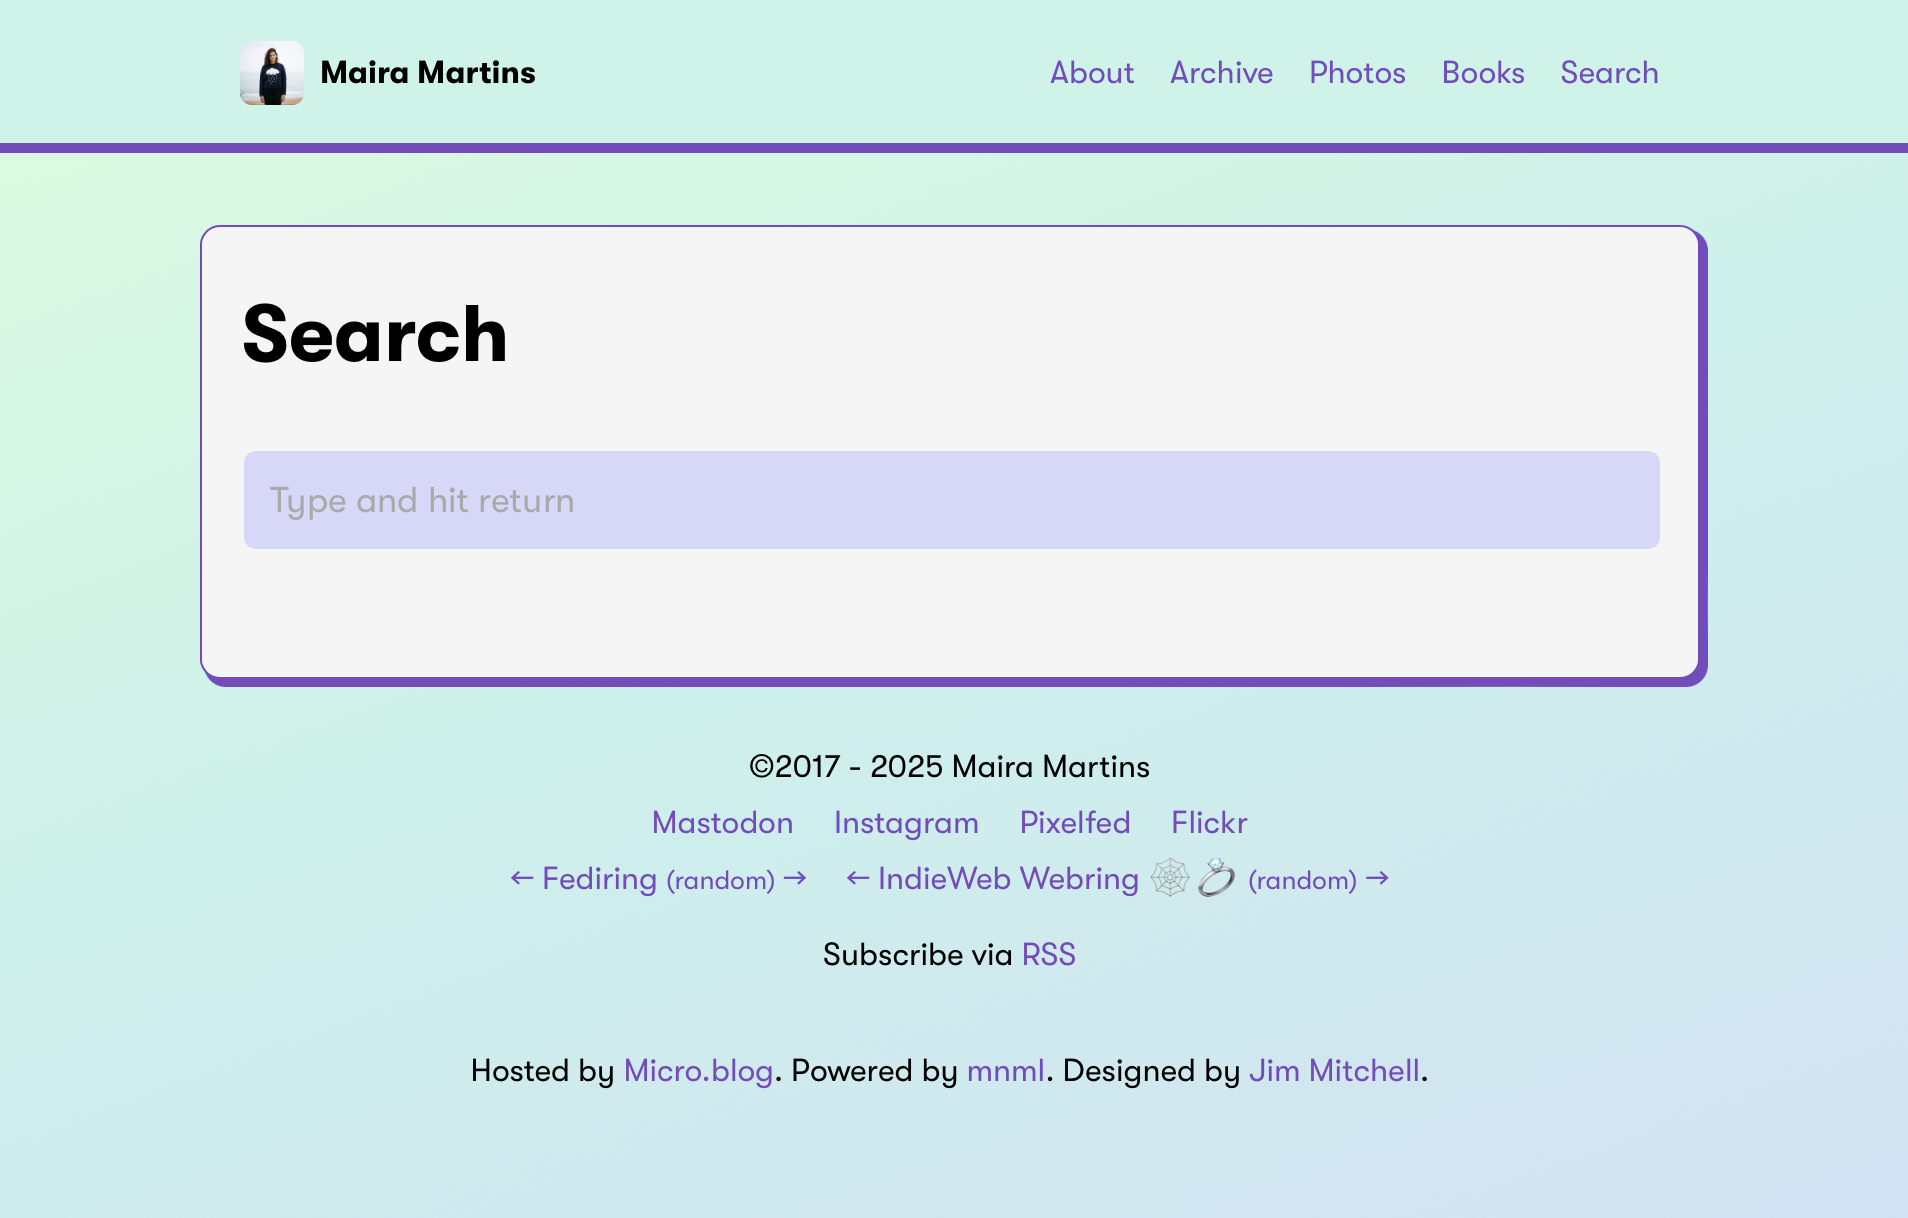 Maira Martins
About Archive Photos Books Search
Search
Type and hit return
©2017 - 2025 Maira Martins
Mastodon Instagram Pixelfed Flickr
← Fediring (random) → ← IndieWeb Webring 🕸💍 (random) →
Subscribe via RSS
Hosted by Micro.blog. Powered by mnml. Designed by Jim Mitchell.